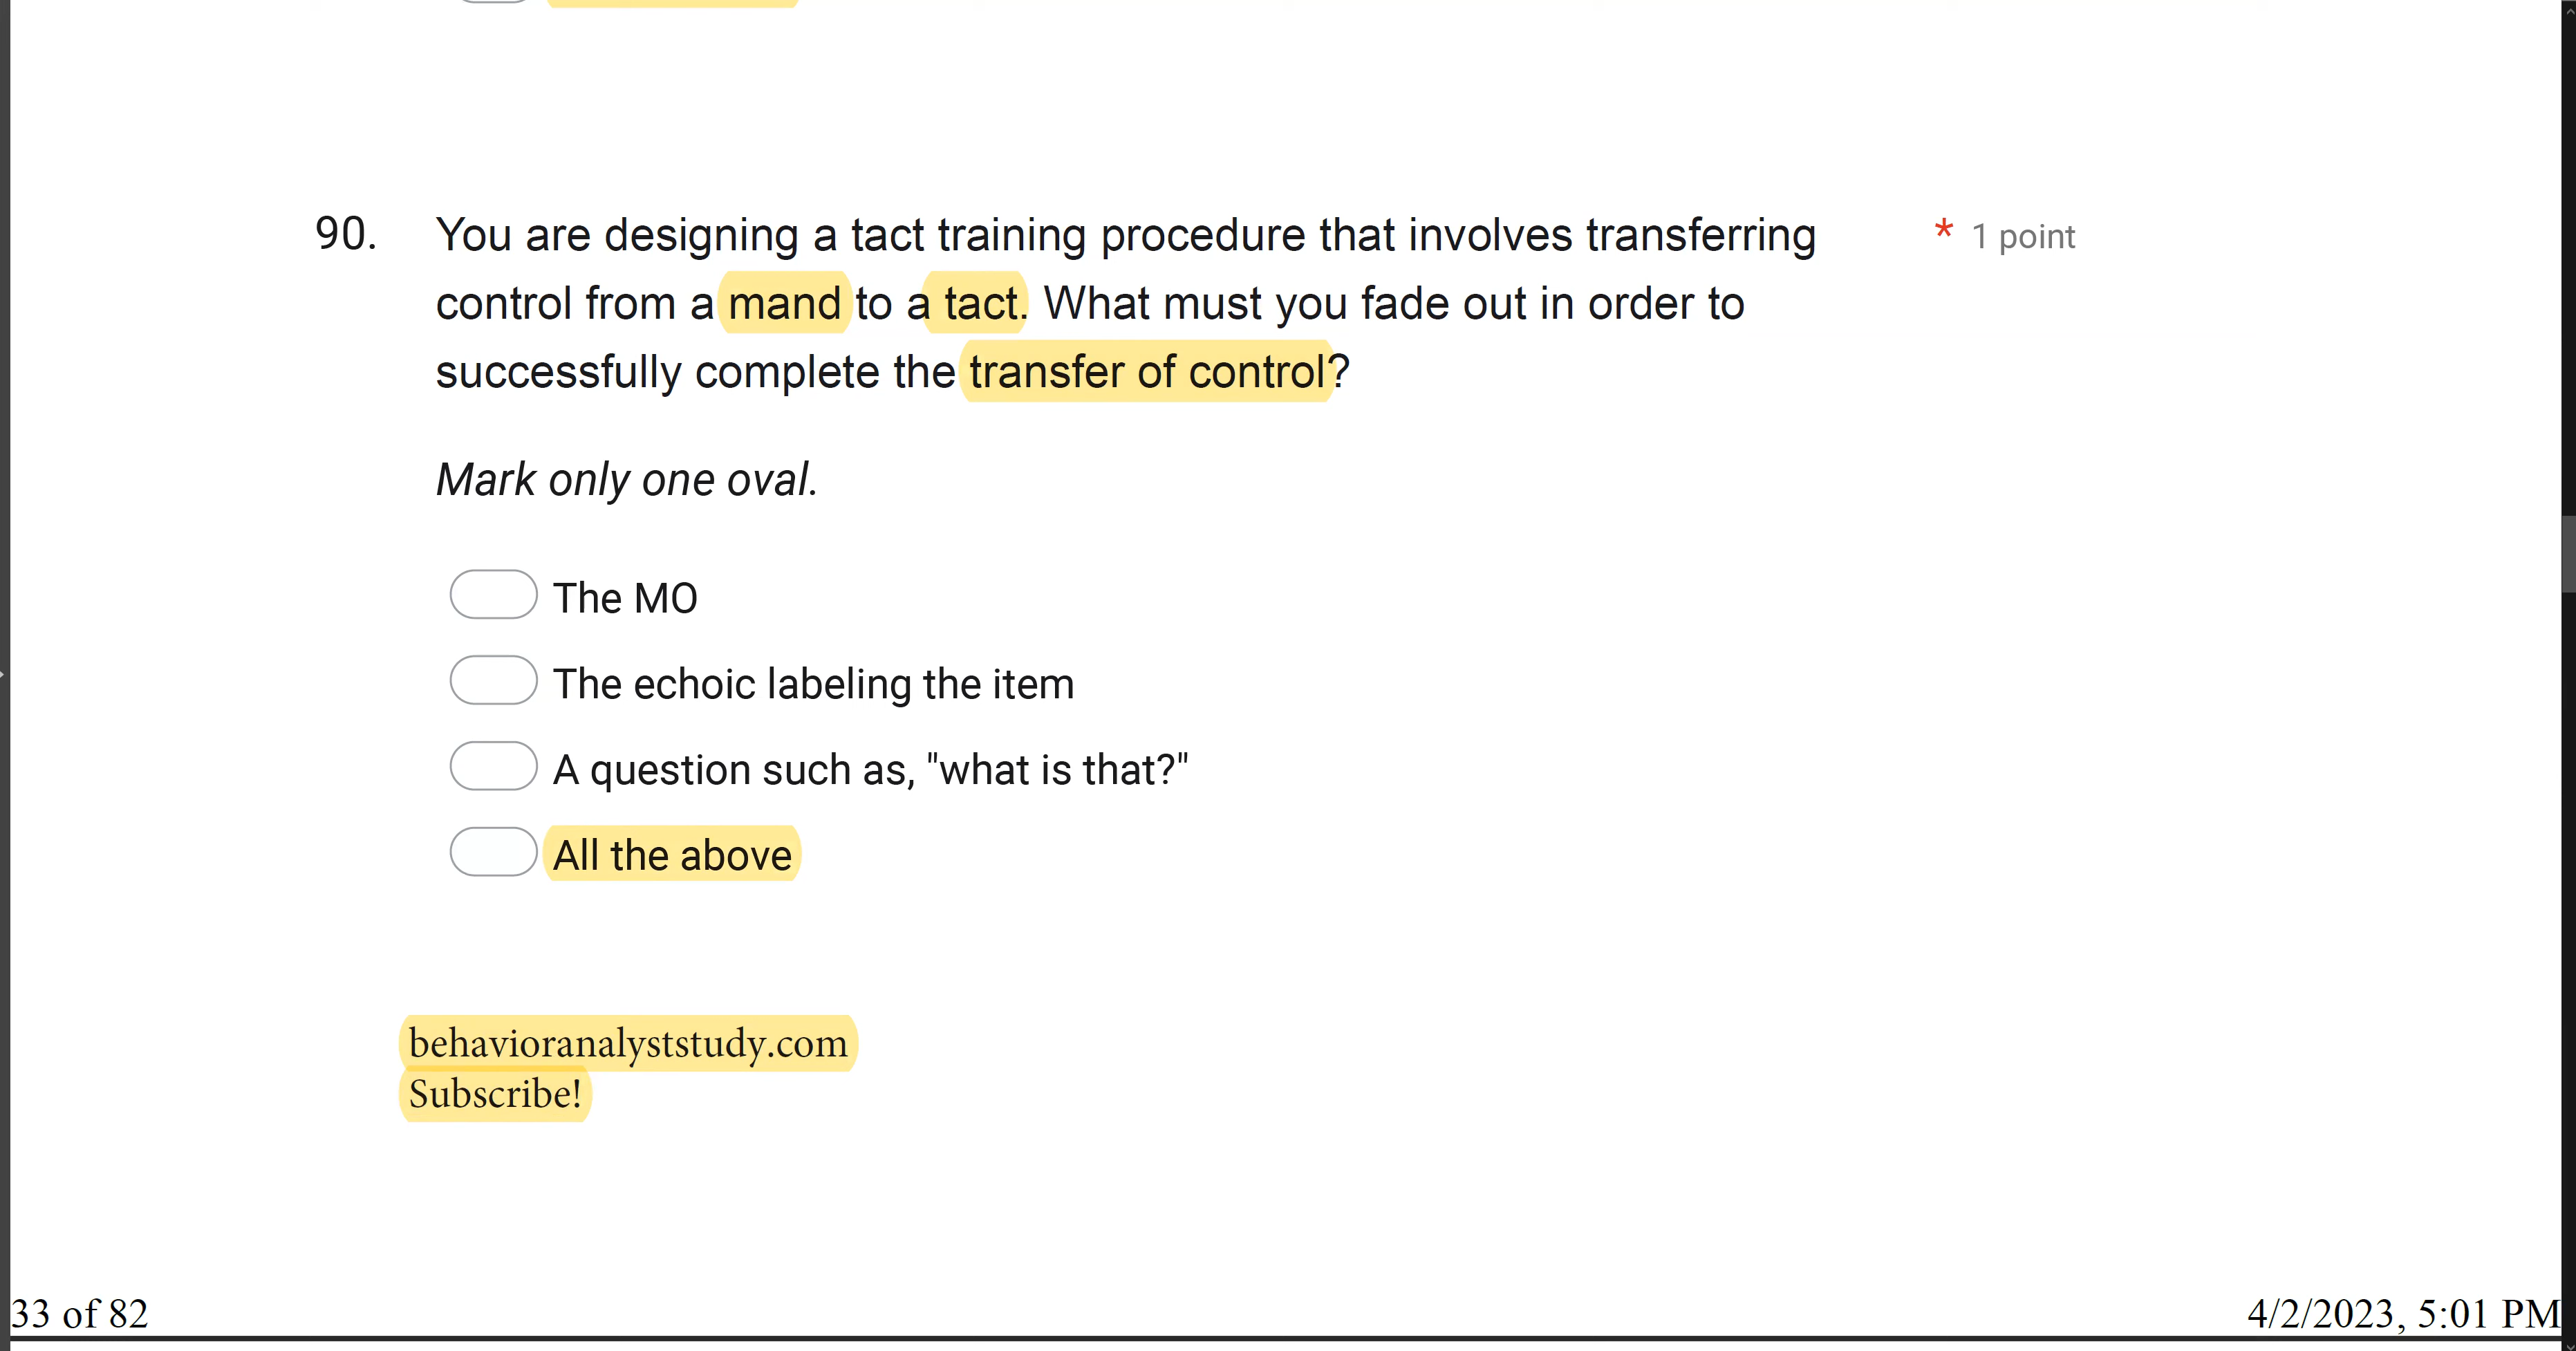 90. You are designing a tact training procedure that involves transferring * 1 point
control from a mand to a tact. What must you fade out in order to
successfully complete the transfer of control?
Mark only one oval.
The MO
The echoic labeling the item
A question such as, "what is that?"
All the above
behavioranalyststudy.com
Subscribe!
33 of 82 4/2/2023, 5:01 PM